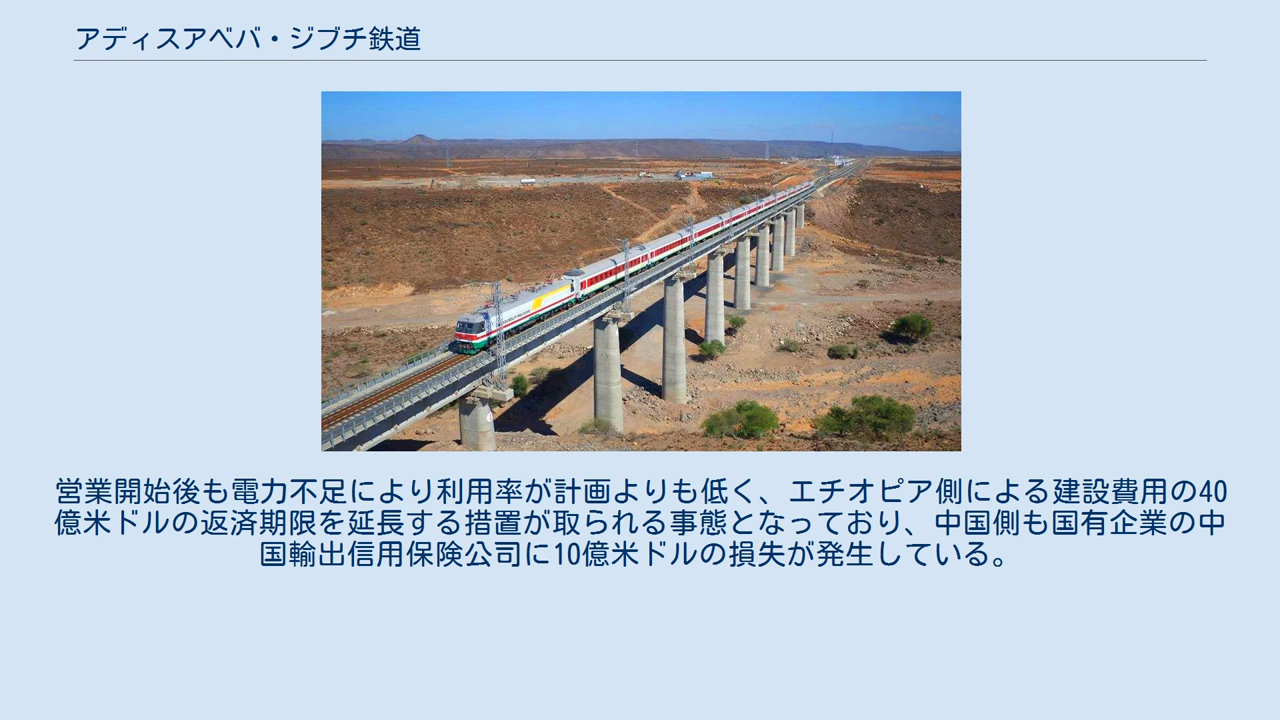 アディスアベバ・ジブチ鉄道
営業開始後も電力不足により利用率が計画よりも低く、エチオピア側による建設費用の40
億米ドルの返済期限を延長する措置が取られる事態となっており、中国側も国有企業の中
国輸出信用保険公司に10億米ドルの損失が発生している。